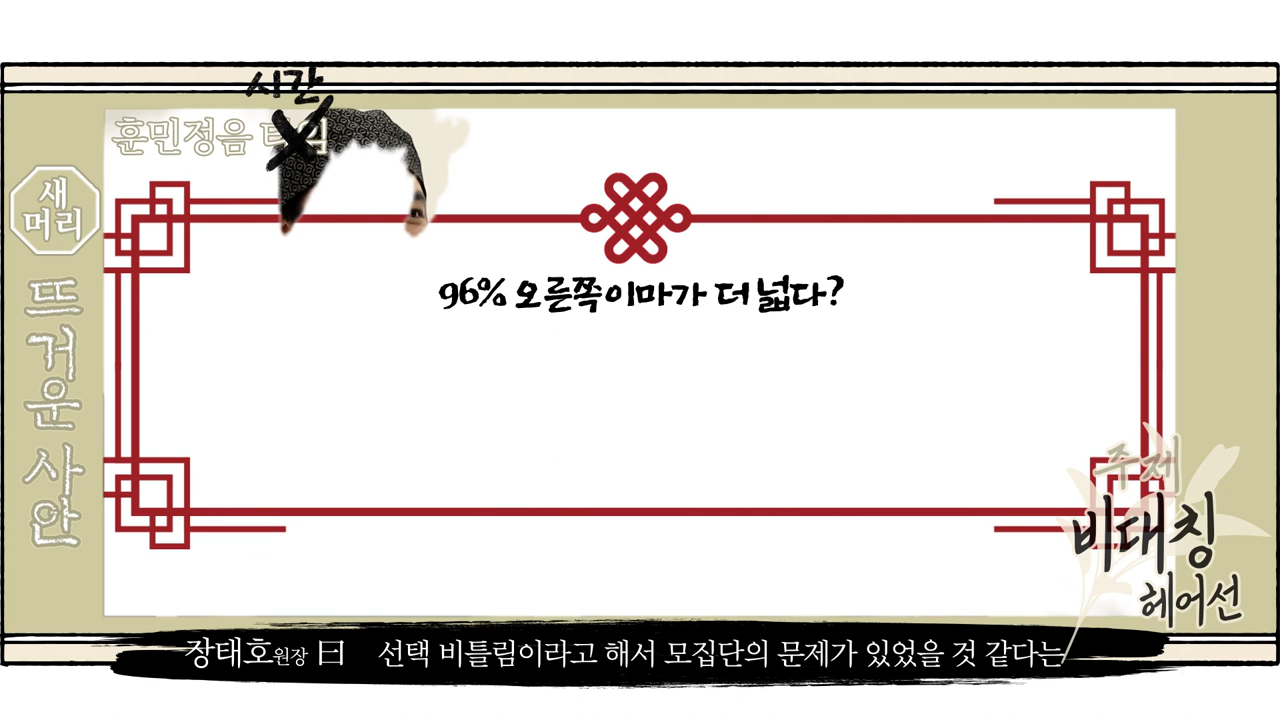 시간
훈민정음 타임
새
머리
뜨거운 사안
96% 오른쪽 이마가 더 넓다?
주제
비대칭
헤어선
장태호원장 曰 선택 비틀림이라고 해서 모집단의 문제가 있었을 것 같다는